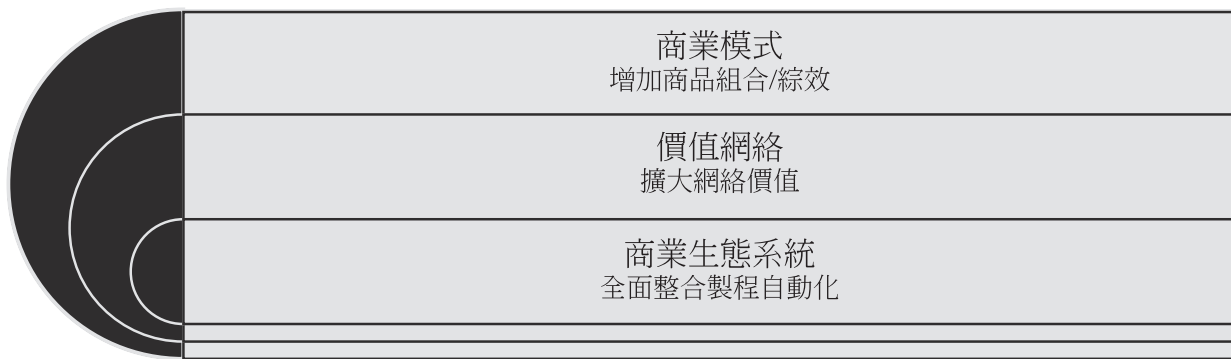 商業模式
增加商品組合/綜效
價值網絡
擴大網絡價值
商業生態系統
全面整合製程自動化